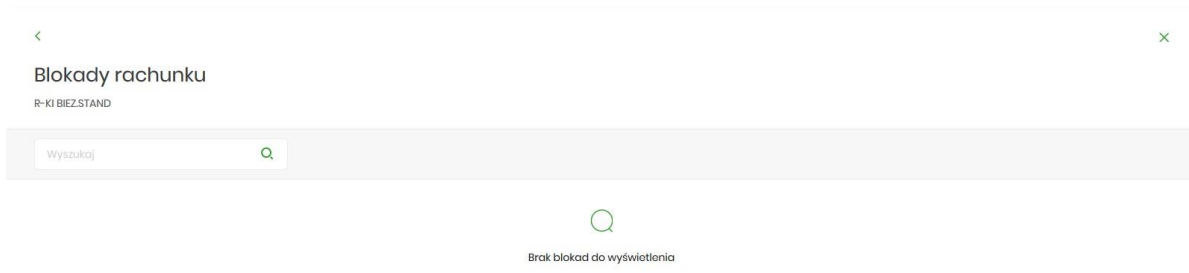 Blokady rachunku
R-KI BIEZ.STAND
Wyszukaj
Brak blokad do wyświetlenia